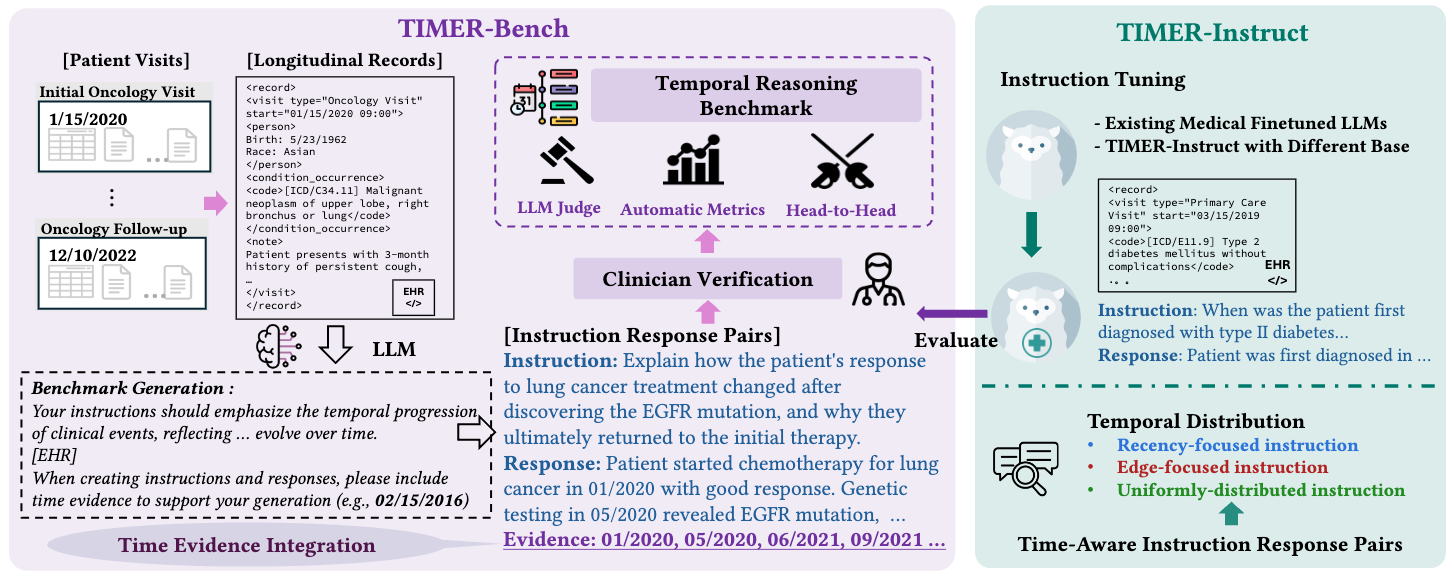 TIMER-Bench
[Patient Visits]
Initial Oncology Visit
1/15/2020
...
⋮
Oncology Follow-up
12/10/2022
...
[Longitudinal Records]
<record>
<visit type="Oncology Visit"
start="01/15/2020 09:00">
<person>
Birth: 5/23/1962
Race: Asian
</person>
<condition_occurrence>
<code>[ICD/C34.11] Malignant
neoplasm of upper lobe, right
bronchus or lung</code>
</condition_occurrence>
<note>
Patient presents with 3-month
history of persistent cough,
…
</visit>
</record>
EHR
</>
LLM
Benchmark Generation :
Your instructions should emphasize the temporal progression
of clinical events, reflecting … evolve over time.
[EHR]
When creating instructions and responses, please include
time evidence to support your generation (e.g., 02/15/2016)
Time Evidence Integration
31
Temporal Reasoning
Benchmark
LLM Judge
Automatic Metrics
Head-to-Head
Clinician Verification
[Instruction Response Pairs]
Instruction: Explain how the patient's response
to lung cancer treatment changed after
discovering the EGFR mutation, and why they
ultimately returned to the initial therapy.
Response: Patient started chemotherapy for lung
cancer in 01/2020 with good response. Genetic
testing in 05/2020 revealed EGFR mutation, …
Evidence: 01/2020, 05/2020, 06/2021, 09/2021 …
Evaluate
TIMER-Instruct
Instruction Tuning
- Existing Medical Finetuned LLMs
- TIMER-Instruct with Different Base
<record>
<visit type="Primary Care
Visit" start="03/15/2019
09:00">
<code>[ICD/E11.9] Type 2
diabetes mellitus without
complications</code>
...
EHR
</>
Instruction: When was the patient first
diagnosed with type II diabetes…
Response: Patient was first diagnosed in …
Temporal Distribution
• Recency-focused instruction
• Edge-focused instruction
• Uniformly-distributed instruction
Time-Aware Instruction Response Pairs